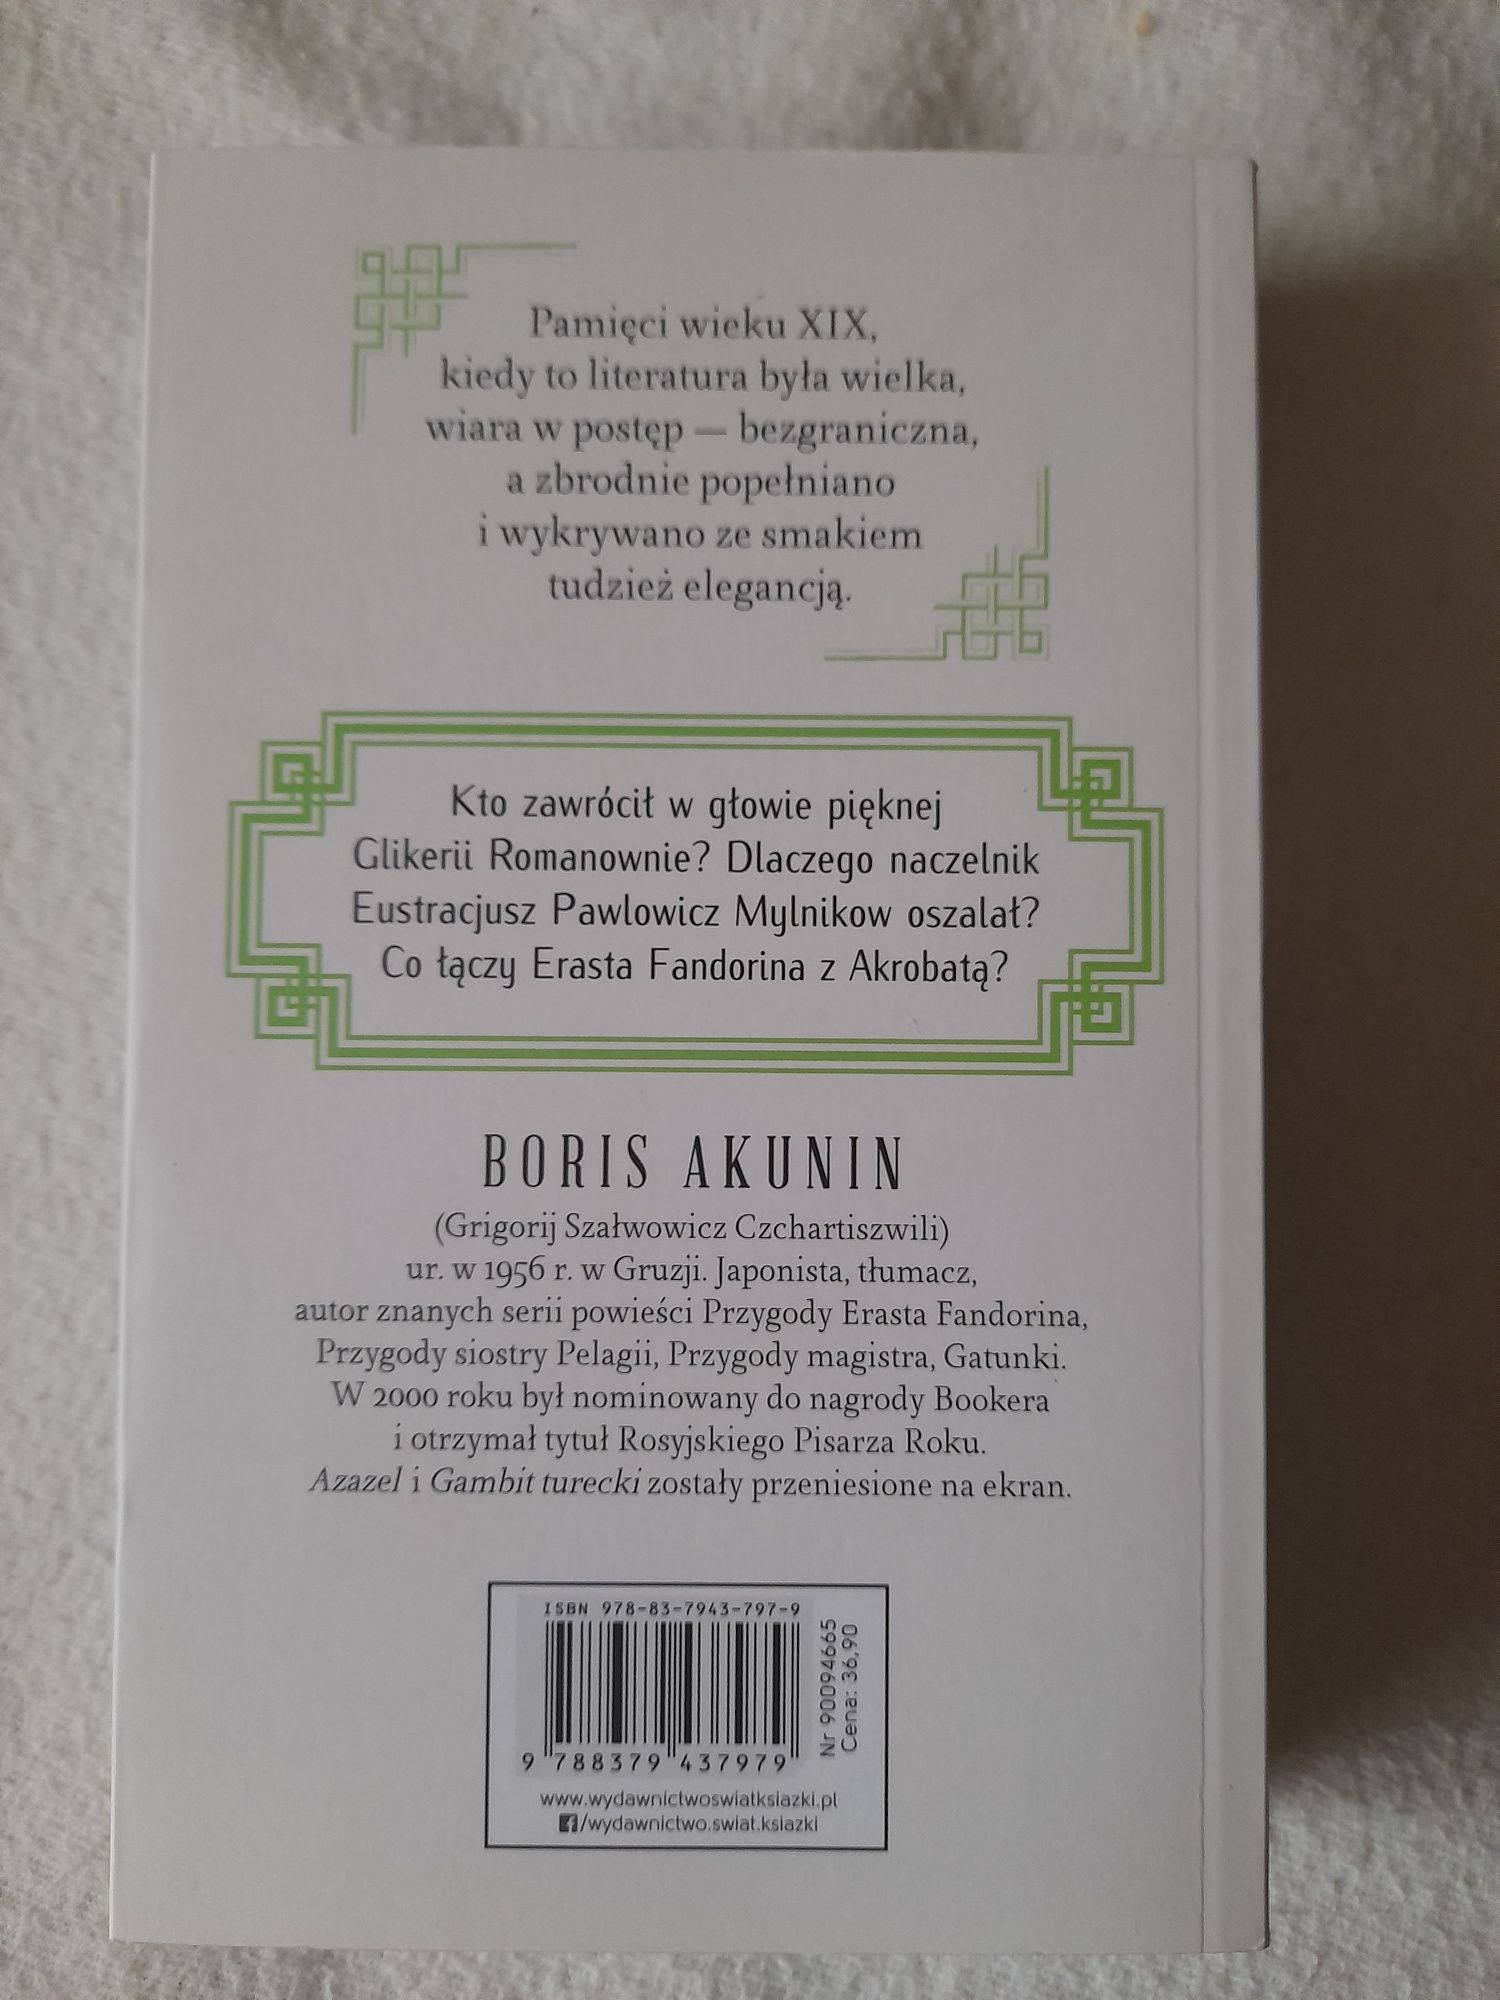 Pamięci wieku XIX,
kiedy to literatura była wielka,
wiara w postęp — bezgraniczna,
a zbrodnie popełniano
i wykrywano ze smakiem
tudzież elegancją.
Kto zawrócił w głowie pięknej
Glikerii Romanownie? Dlaczego naczelnik
Eustracjusz Pawlowicz Mylnikow oszalał?
Co łączy Erasta Fandorina z Akrobatą?
BORIS AKUNIN
(Grigorij Szałwowicz Czchartiszwili)
ur. w 1956 r. w Gruzji. Japonista, tłumacz,
autor znanych serii powieści Przygody Erasta Fandorina,
Przygody siostry Pelagii, Przygody magistra, Gatunki.
W 2000 roku był nominowany do nagrody Bookera
i otrzymał tytuł Rosyjskiego Pisarza Roku.
Azazel i Gambit turecki zostały przeniesione na ekran.
ISBN 978-83-7943-797-9
9 788379 437979
Nr 90094665
Cena: 36,90
www.wydawnictwoswiatksiazki.pl
f/wydawnictwo.swiat.ksiazki